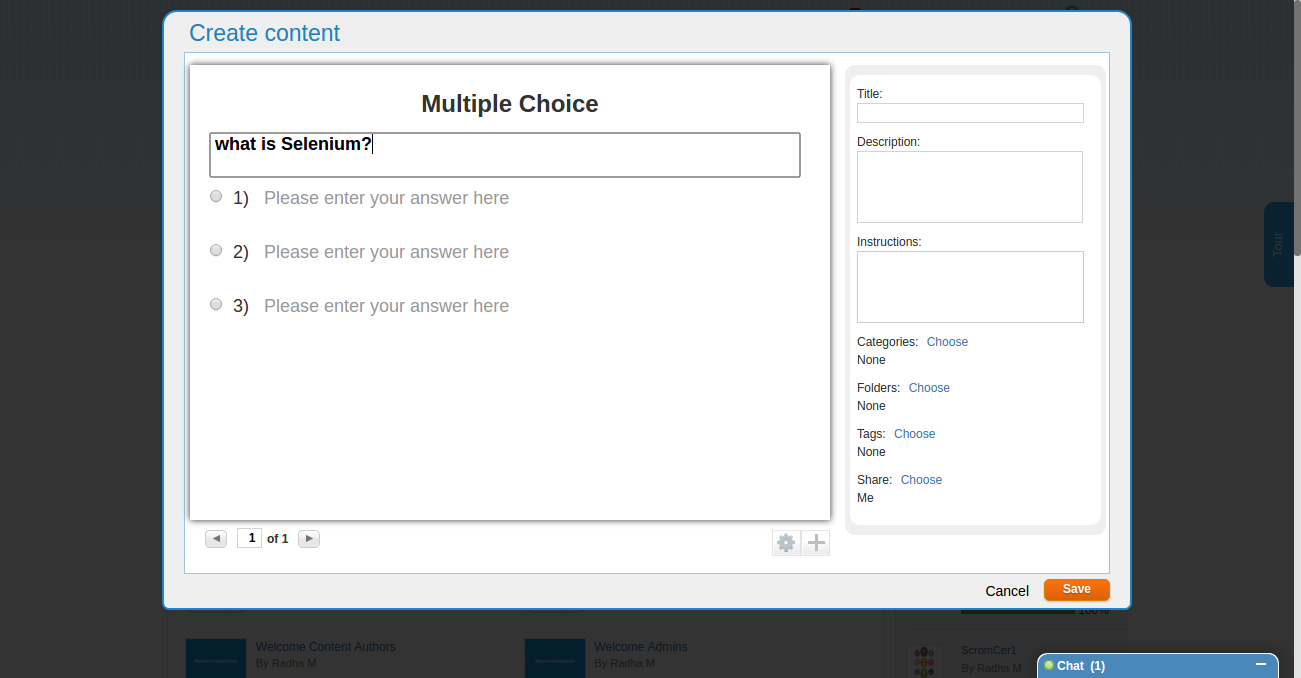 Create content
Multiple Choice
what is Selenium?
1) Please enter your answer here
2) Please enter your answer here
3) Please enter your answer here
1 of 1
Title:
Description:
Instructions:
Categories: Choose
None
Folders: Choose
None
Tags: Choose
None
Share: Choose
Me
Cancel
Save
Tour
100%
Welcome Content Authors
By Radha M
Welcome Admins
By Radha M
ScromCer1
By Radha M
Chat (1)